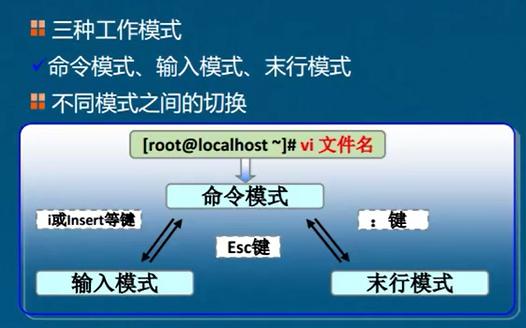 三种工作模式
命令模式、输入模式、末行模式
不同模式之间的切换
[root@localhost ~]# vi 文件名
命令模式
i或Insert等键
：键
Esc键
输入模式
末行模式